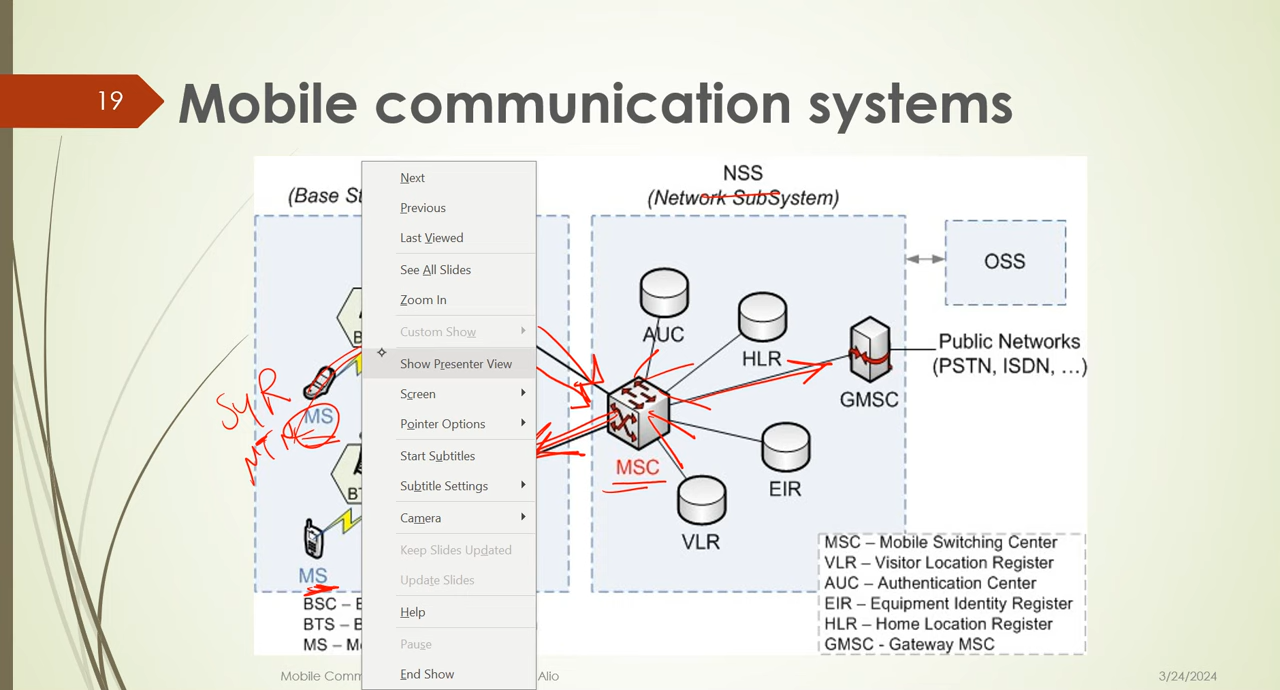 19
Mobile communication systems
NSS
(Base St
(Network SubSystem)
OSS
AUC
HLR
B
GMSC
Public Networks
(PSTN, ISDN, ...)
SYR
MTN
MS
MSC
EIR
BT
VLR
MS
BSC – B
BTS – B
MS – M
MSC – Mobile Switching Center
VLR – Visitor Location Register
AUC – Authentication Center
EIR – Equipment Identity Register
HLR – Home Location Register
GMSC - Gateway MSC
Next
Previous
Last Viewed
See All Slides
Zoom In
Custom Show
Show Presenter View
Screen
Pointer Options
Start Subtitles
Subtitle Settings
Camera
Keep Slides Updated
Update Slides
Help
Pause
End Show
Mobile Comm
Alio
3/24/2024